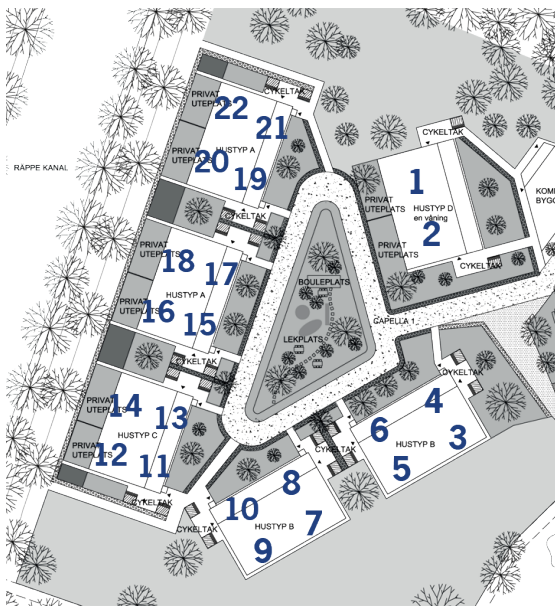 CYKELTAK
PRIVAT
UTEPLATS
22
21
HUSTYP A
PRIVAT
UTEPLATS
20
19
CYKELTAK
1
KOM
BYGG
RÄPPE KANAL
PRIVAT
UTEPLATS
HUSTYP D
en våning
2
CYKELTAK
PRIVAT
UTEPLATS
18
17
PRIVAT
UTEPLATS
CYKELTAK
BOULEPLATS
HUSTYP A
PRIVAT
UTEPLATS
16
15
CAPELLA 1
LEKPLATS
CYKELTAK
CYKELTAK
PRIVAT
UTEPLATS
14
13
4
HUSTYP C
6
HUSTYP B
3
PRIVAT
UTEPLATS
12
11
CYKELTAK
5
8
CYKELTAK
10
HUSTYP B
7
CYKELTAK
9